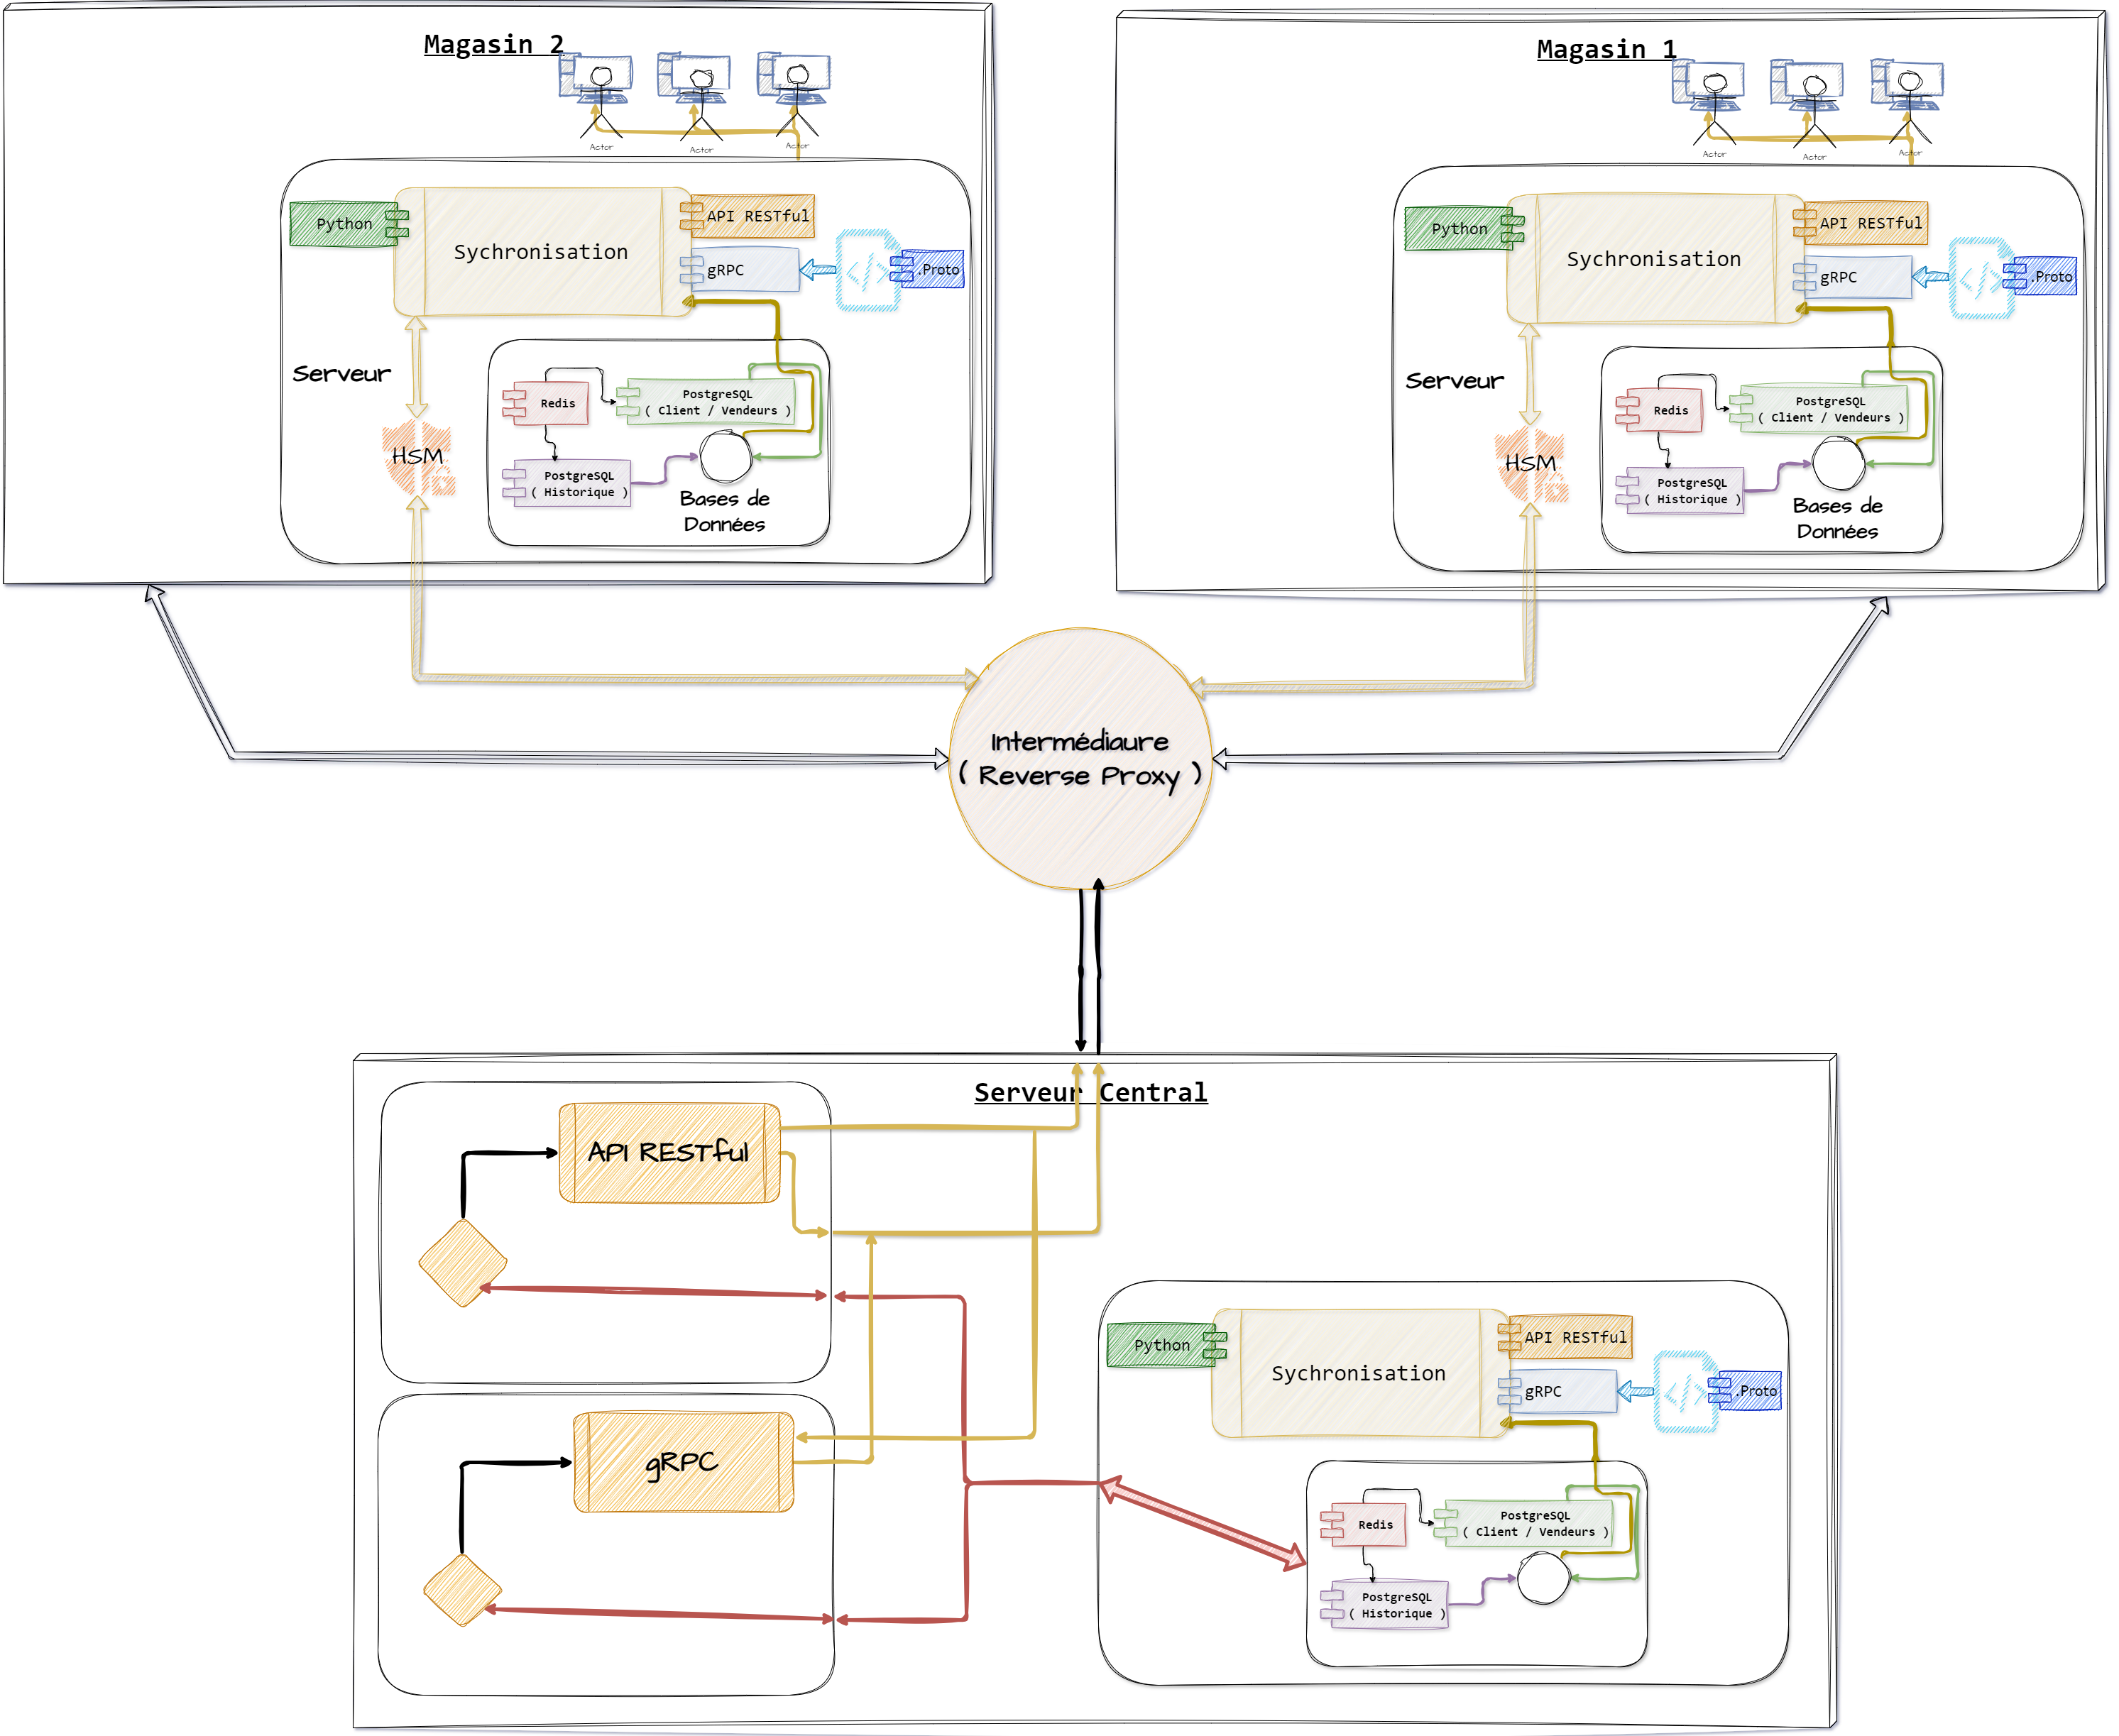 Magasin 2
Actor
Actor
Actor
Python
Sychronisation
API RESTful
gRPC
.Proto
Serveur
HSM
Redis
PostgreSQL
( Client / Vendeurs )
PostgreSQL
( Historique )
Bases de
Données
Magasin 1
Actor
Actor
Actor
Python
Sychronisation
API RESTful
gRPC
.Proto
Serveur
HSM
Redis
PostgreSQL
( Client / Vendeurs )
PostgreSQL
( Historique )
Bases de
Données
Intermédiaure
( Reverse Proxy )
Serveur Central
API RESTful
gRPC
Python
Sychronisation
API RESTful
gRPC
.Proto
Redis
PostgreSQL
( Client / Vendeurs )
PostgreSQL
( Historique )